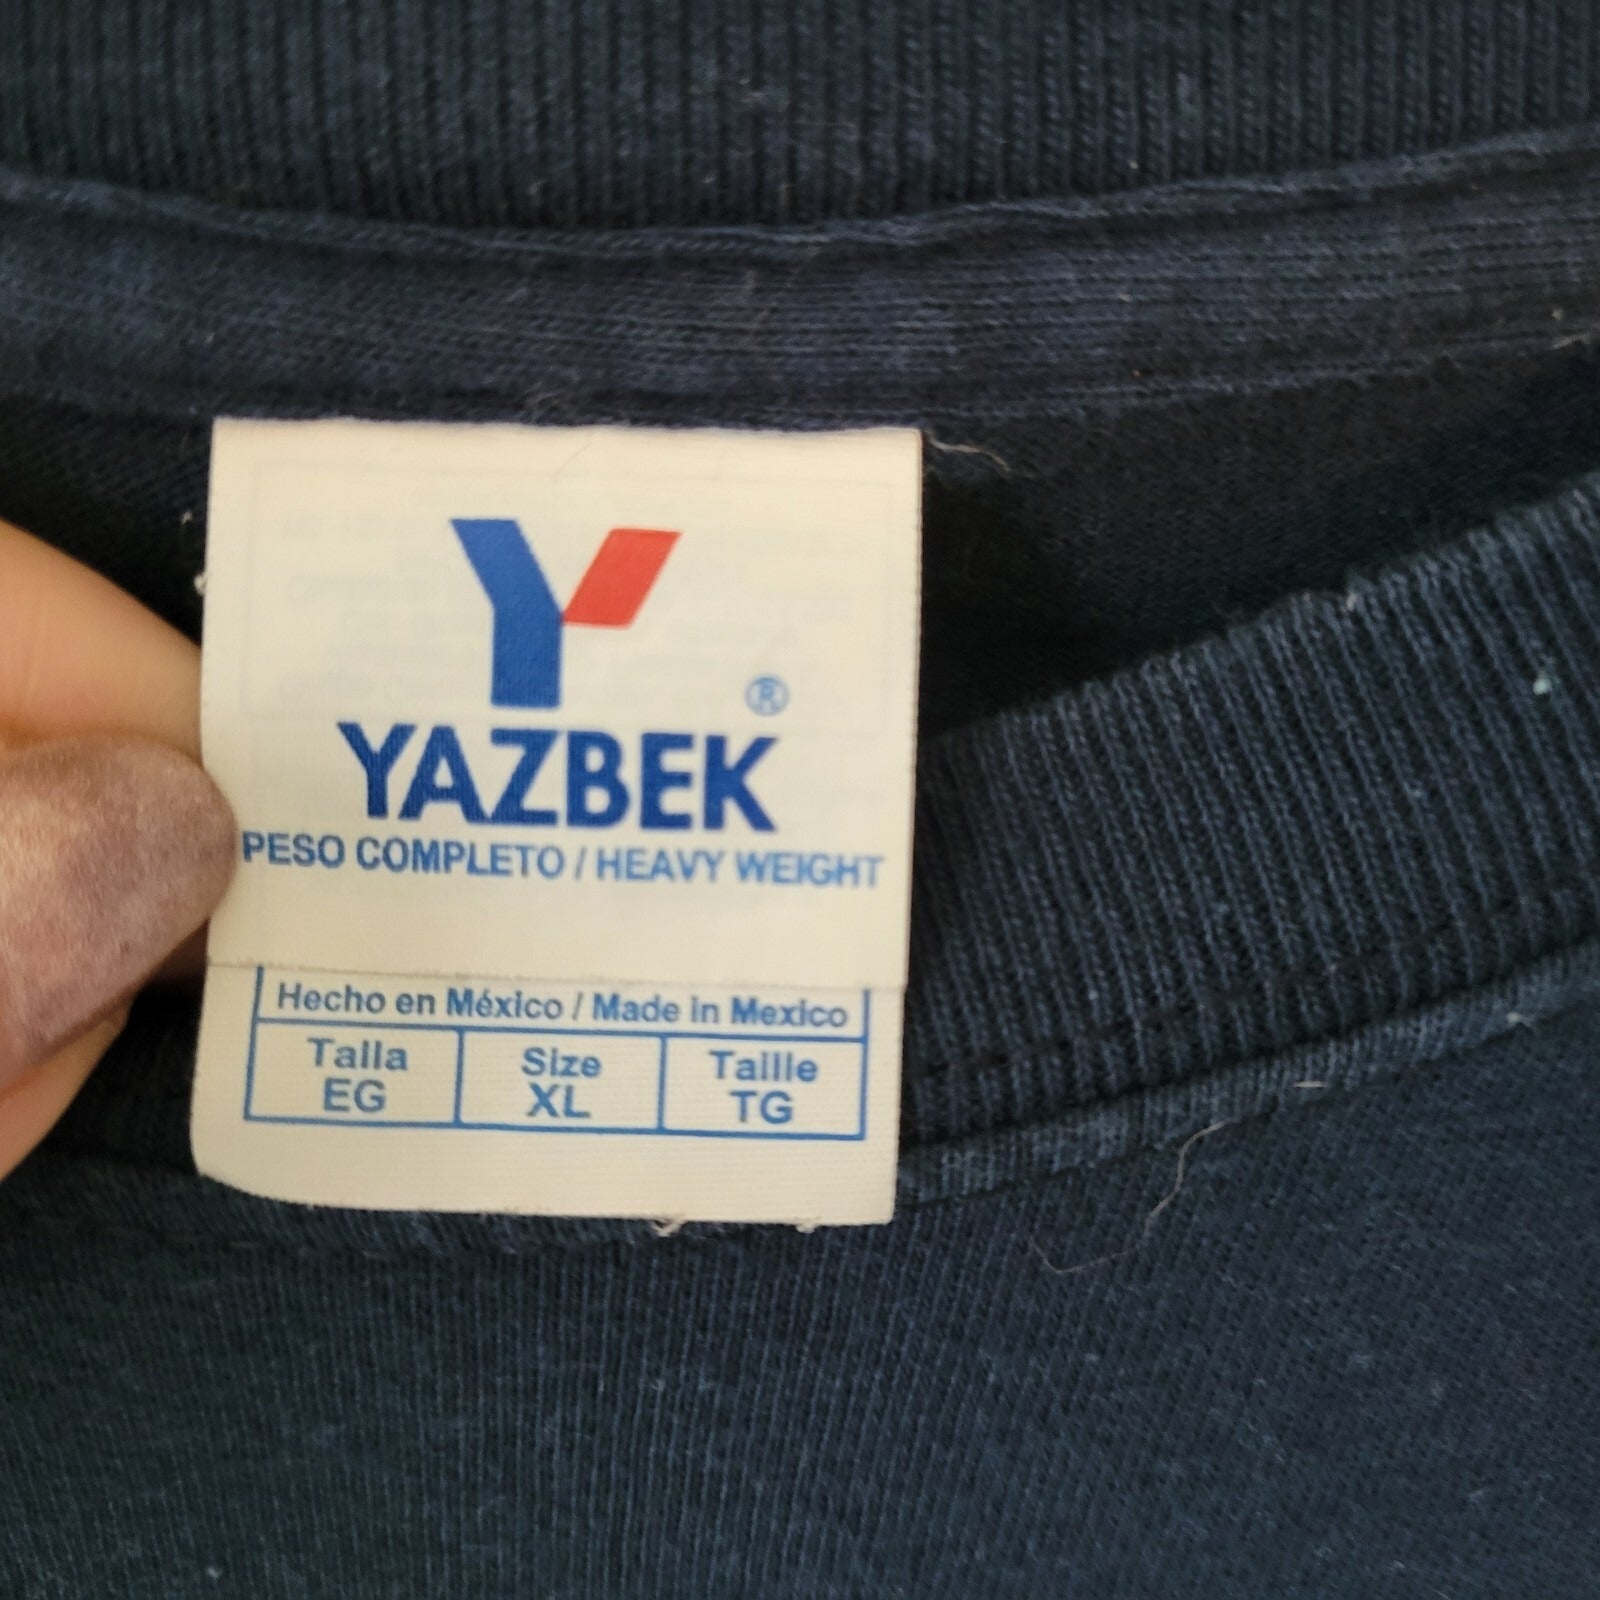 Y
®
YAZBEK
PESO COMPLETO / HEAVY WEIGHT
Hecho en México / Made in Mexico
Talla Size Taille
EG XL TG